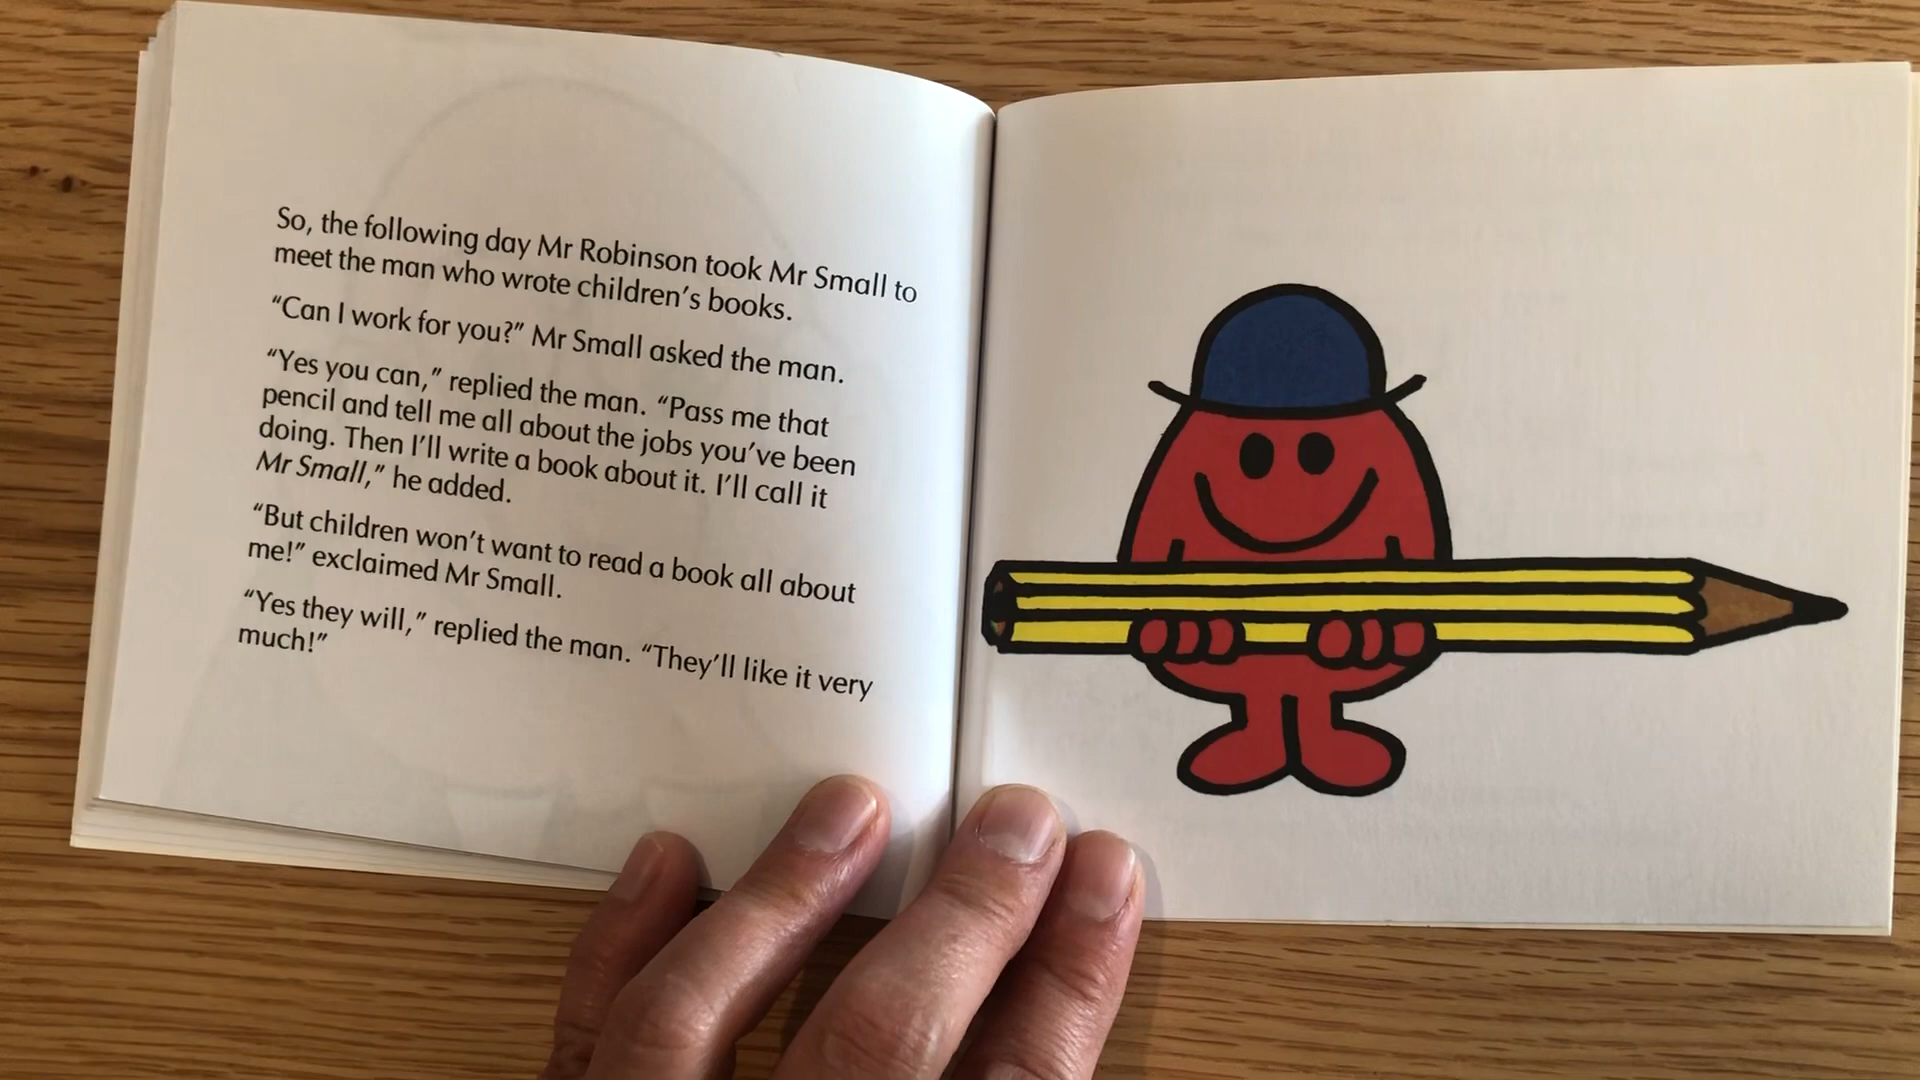 So, the following day Mr Robinson took Mr Small to
meet the man who wrote children's books.
“Can I work for you?” Mr Small asked the man.
“Yes you can,” replied the man. “Pass me that
pencil and tell me all about the jobs you've been
doing. Then I'll write a book about it. I'll call it
Mr Small,” he added.
“But children won't want to read a book all about
me!” exclaimed Mr Small.
“Yes they will,” replied the man. “They'll like it very
much!”